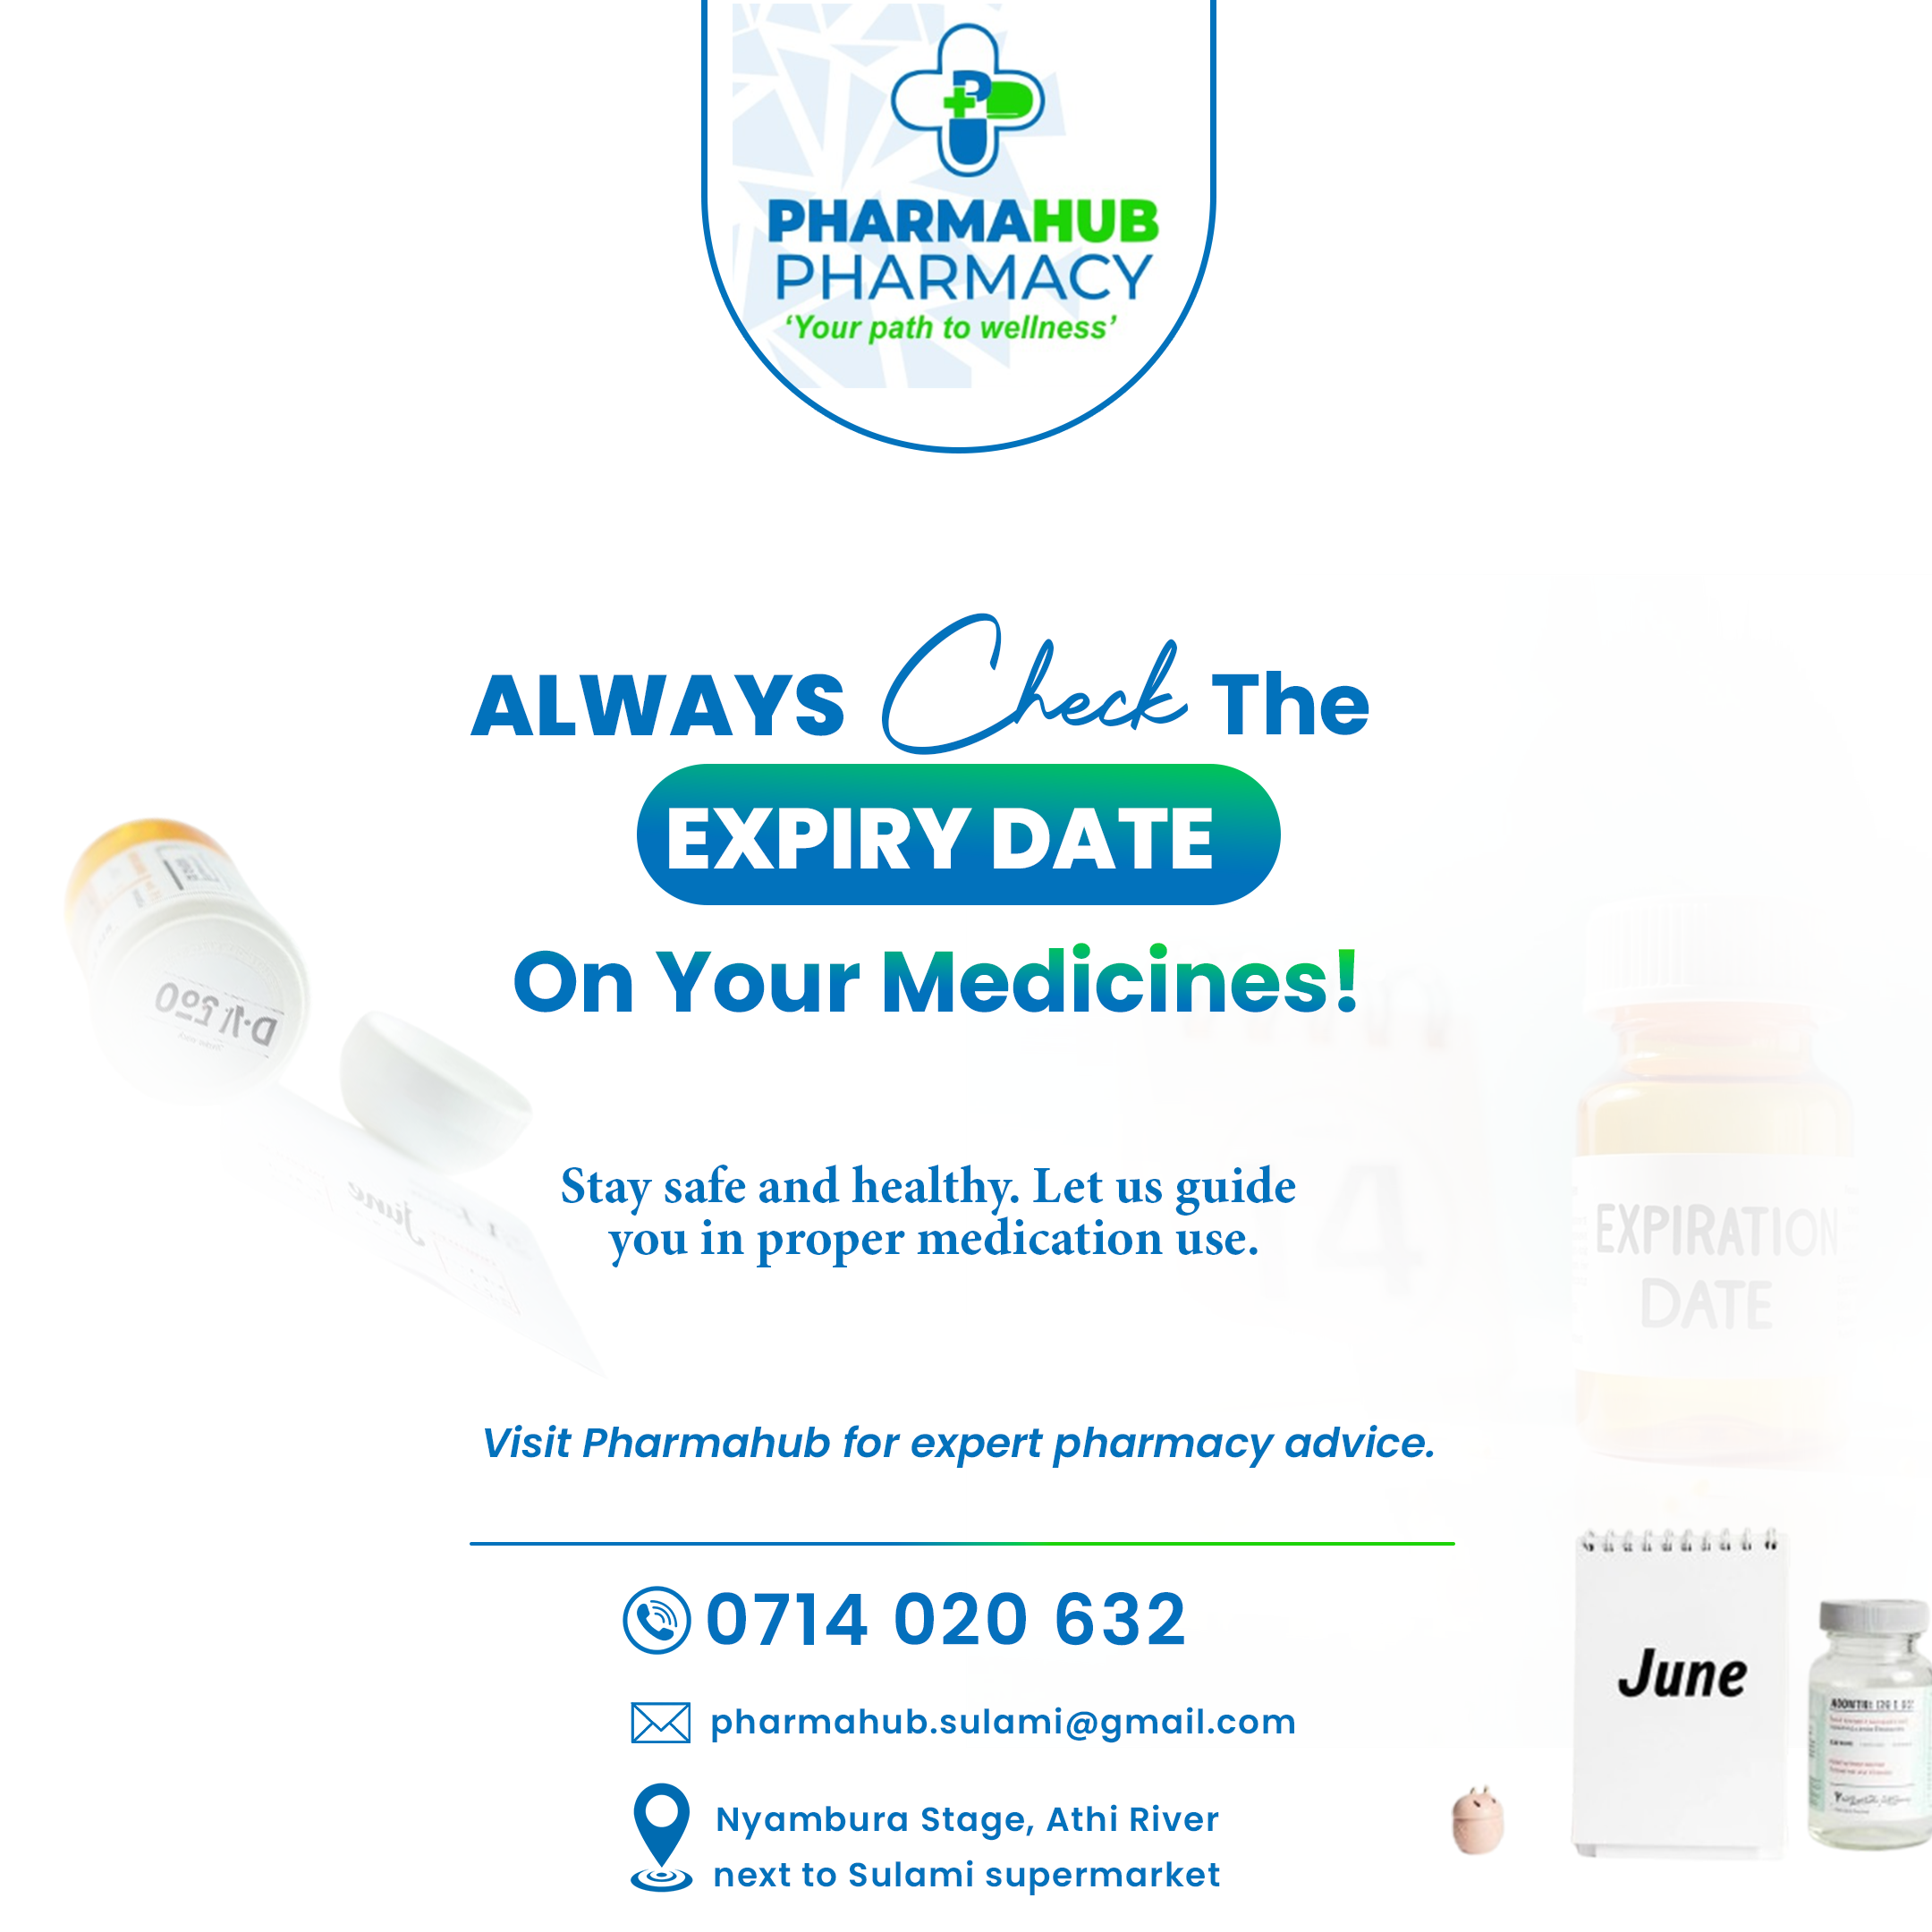 PHARMAHUB
PHARMACY
‘Your path to wellness’
ALWAYS Check The
EXPIRY DATE
On Your Medicines!
Stay safe and healthy. Let us guide
you in proper medication use.
EXPIRATION
DATE
June
Visit Pharmahub for expert pharmacy advice.
0714 020 632
pharmahub.sulami@gmail.com
Nyambura Stage, Athi River
next to Sulami supermarket
June